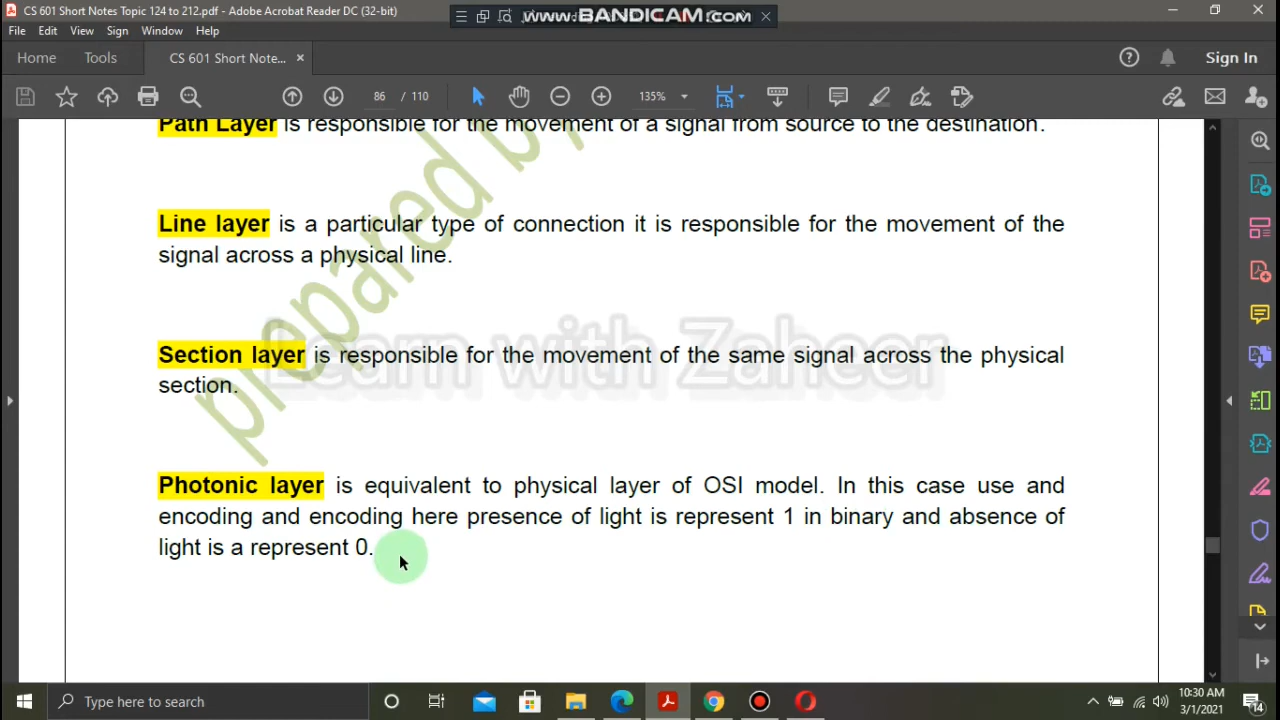 CS 601 Short Notes Topic 124 to 212.pdf - Adobe Acrobat Reader DC (32-bit)
www.BANDICAM.com
File Edit View Sign Window Help
Home Tools CS 601 Short Note... × Sign In
86 / 110 135%
Path Layer is responsible for the movement of a signal from source to the destination.
Line layer is a particular type of connection it is responsible for the movement of the
signal across a physical line.
Learn with Zaheer
Section layer is responsible for the movement of the same signal across the physical
section.
prepared by
Photonic layer is equivalent to physical layer of OSI model. In this case use and
encoding and encoding here presence of light is represent 1 in binary and absence of
light is a represent 0.
Type here to search
10:30 AM
3/1/2021
14